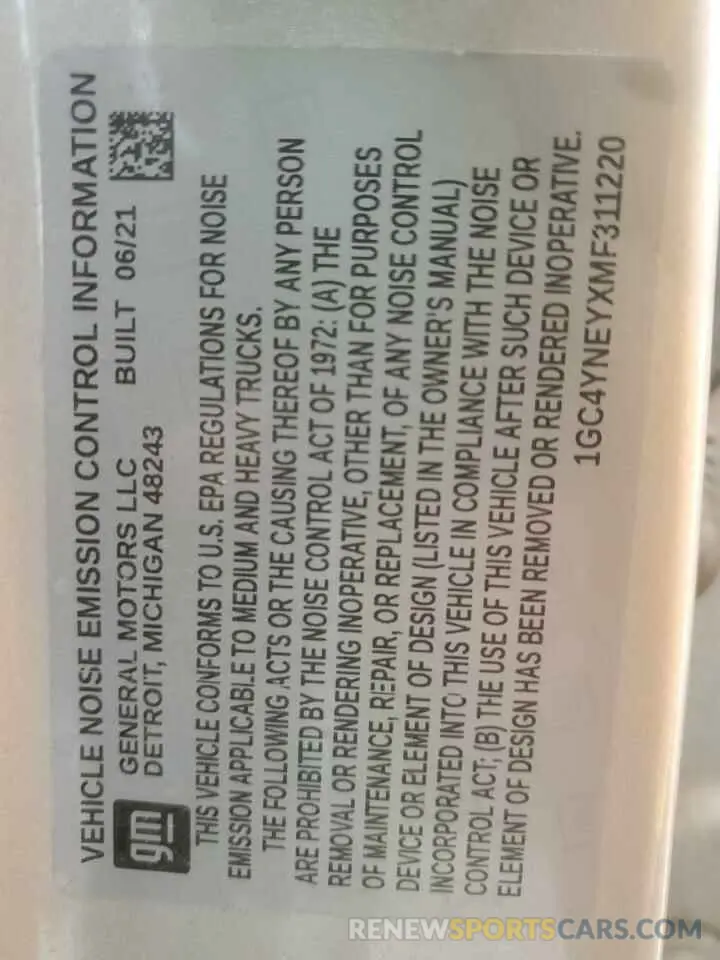 VEHICLE NOISE EMISSION CONTROL INFORMATION
gm
GENERAL MOTORS LLC BUILT 06/21
DETROIT, MICHIGAN 48243
THIS VEHICLE CONFORMS TO U.S. EPA REGULATIONS FOR NOISE
EMISSION APPLICABLE TO MEDIUM AND HEAVY TRUCKS.
THE FOLLOWING ACTS OR THE CAUSING THEREOF BY ANY PERSON
ARE PROHIBITED BY THE NOISE CONTROL ACT OF 1972: (A) THE
REMOVAL OR RENDERING INOPERATIVE, OTHER THAN FOR PURPOSES
OF MAINTENANCE, REPAIR, OR REPLACEMENT, OF ANY NOISE CONTROL
DEVICE OR ELEMENT OF DESIGN (LISTED IN THE OWNER'S MANUAL)
INCORPORATED INTO THIS VEHICLE IN COMPLIANCE WITH THE NOISE
CONTROL ACT; (B) THE USE OF THIS VEHICLE AFTER SUCH DEVICE OR
ELEMENT OF DESIGN HAS BEEN REMOVED OR RENDERED INOPERATIVE.
1GC4YNEYXMF311220
RENEWSPORTSCARS.COM